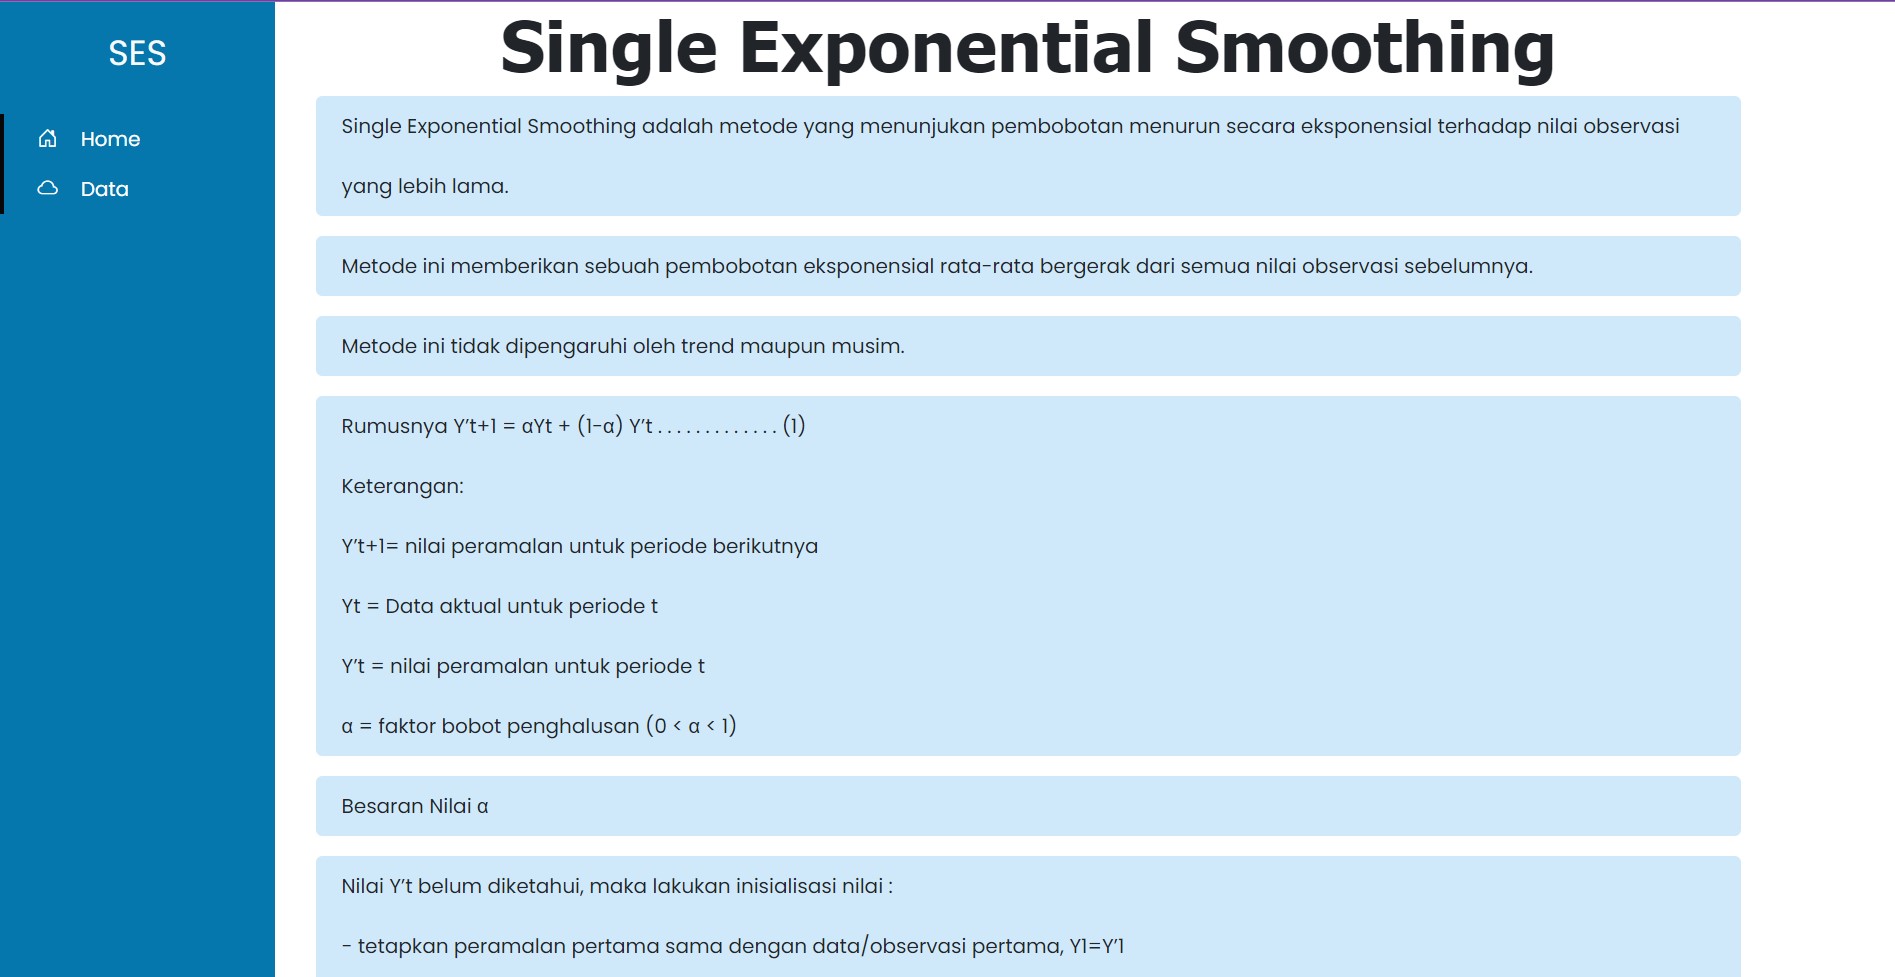 SES
Home
Data
Single Exponential Smoothing
Single Exponential Smoothing adalah metode yang menunjukan pembobotan menurun secara eksponensial terhadap nilai observasi
yang lebih lama.
Metode ini memberikan sebuah pembobotan eksponensial rata-rata bergerak dari semua nilai observasi sebelumnya.
Metode ini tidak dipengaruhi oleh trend maupun musim.
Rumusnya Y’t+1 = αYt + (1-α) Y’t . . . . . . . . . . . . . (1)
Keterangan:
Y’t+1= nilai peramalan untuk periode berikutnya
Yt = Data aktual untuk periode t
Y’t = nilai peramalan untuk periode t
α = faktor bobot penghalusan (0 < α < 1)
Besaran Nilai α
Nilai Y’t belum diketahui, maka lakukan inisialisasi nilai :
- tetapkan peramalan pertama sama dengan data/observasi pertama, Y1=Y’1